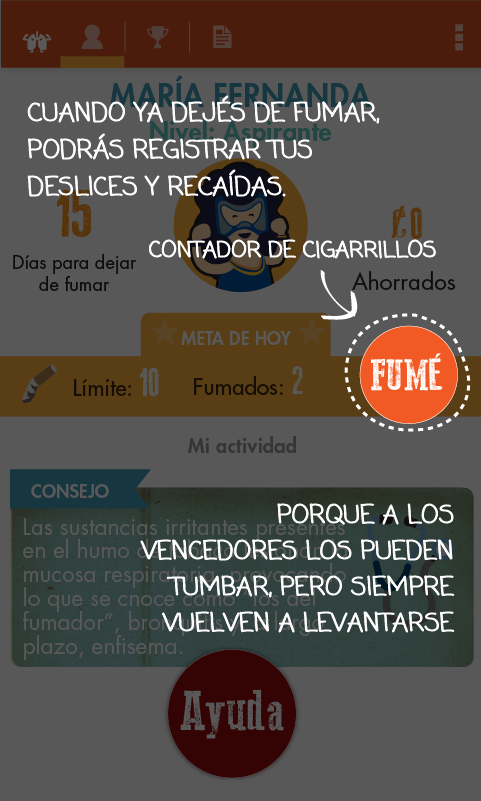 MARÍA FERNANDA
Nivel: Aspirante
CUANDO YA DEJÉS DE FUMAR,
PODRÁS REGISTRAR TUS
DESLICES Y RECAÍDAS.
15
Días para dejar
de fumar
₡0
Ahorrados
CONTADOR DE CIGARRILLOS
META DE HOY
FUMÉ
Límite: 10
Fumados: 2
Mi actividad
CONSEJO
Las sustancias irritantes presentes
en el humo
mucosa respiratoria, provocando
lo que se cnoce como "tos del
fumador", largo
plazo, enfisema.
PORQUE A LOS
VENCEDORES LOS PUEDEN
TUMBAR, PERO SIEMPRE
VUELVEN A LEVANTARSE
Ayuda